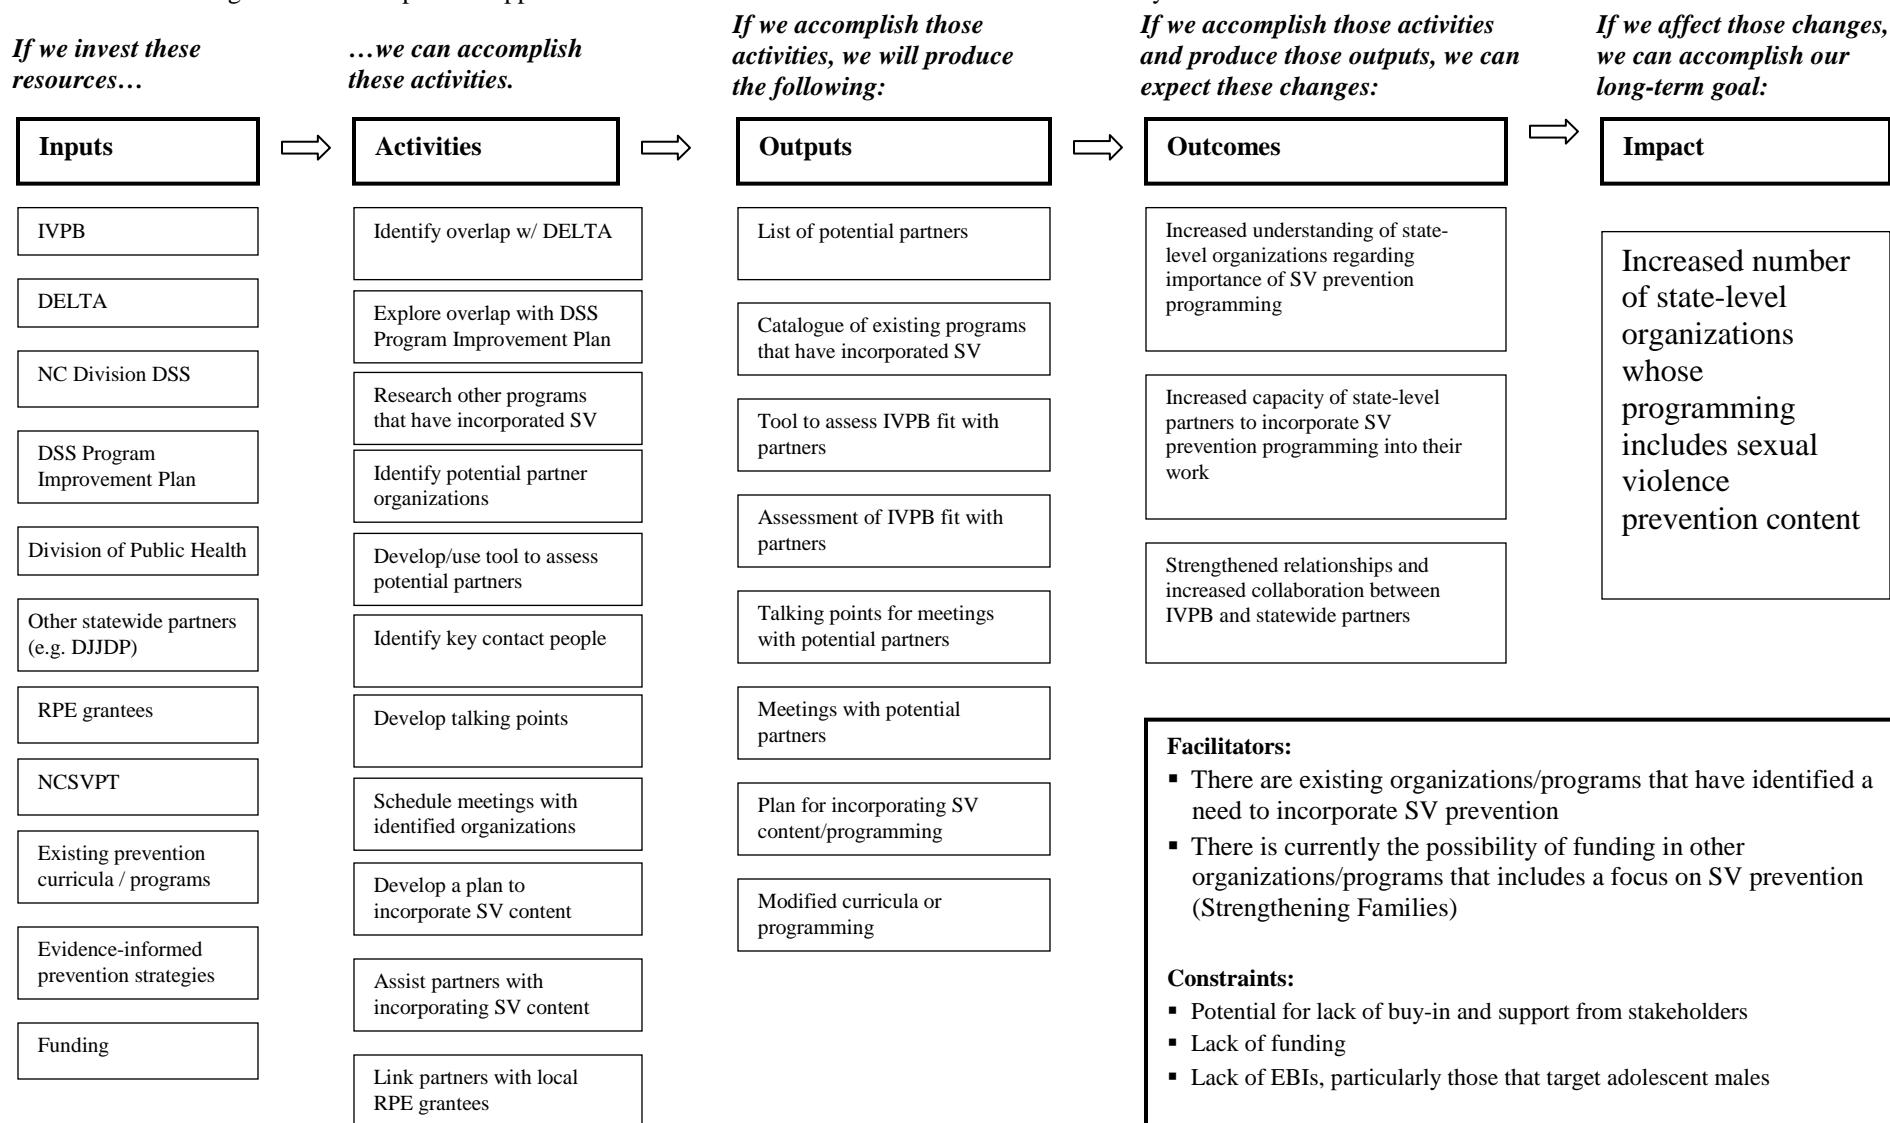 If we invest these
resources…
…we can accomplish
these activities.
If we accomplish those
activities, we will produce
the following:
If we accomplish those activities
and produce those outputs, we can
expect these changes:
If we affect those changes,
we can accomplish our
long-term goal:
Inputs
Activities
Outputs
Outcomes
Impact
IVPB
DELTA
NC Division DSS
DSS Program
Improvement Plan
Division of Public Health
Other statewide partners
(e.g. DJJDP)
RPE grantees
NCSVPT
Existing prevention
curricula / programs
Evidence-informed
prevention strategies
Funding
Identify overlap w/ DELTA
Explore overlap with DSS
Program Improvement Plan
Research other programs
that have incorporated SV
Identify potential partner
organizations
Develop/use tool to assess
potential partners
Identify key contact people
Develop talking points
Schedule meetings with
identified organizations
Develop a plan to
incorporate SV content
Assist partners with
incorporating SV content
Link partners with local
RPE grantees
List of potential partners
Catalogue of existing programs
that have incorporated SV
Tool to assess IVPB fit with
partners
Assessment of IVPB fit with
partners
Talking points for meetings
with potential partners
Meetings with potential
partners
Plan for incorporating SV
content/programming
Modified curricula or
programming
Increased understanding of state-
level organizations regarding
importance of SV prevention
programming
Increased capacity of state-level
partners to incorporate SV
prevention programming into their
work
Strengthened relationships and
increased collaboration between
IVPB and statewide partners
Increased number
of state-level
organizations
whose
programming
includes sexual
violence
prevention content
Facilitators:
▪ There are existing organizations/programs that have identified a
need to incorporate SV prevention
▪ There is currently the possibility of funding in other
organizations/programs that includes a focus on SV prevention
(Strengthening Families)
Constraints:
▪ Potential for lack of buy-in and support from stakeholders
▪ Lack of funding
▪ Lack of EBIs, particularly those that target adolescent males